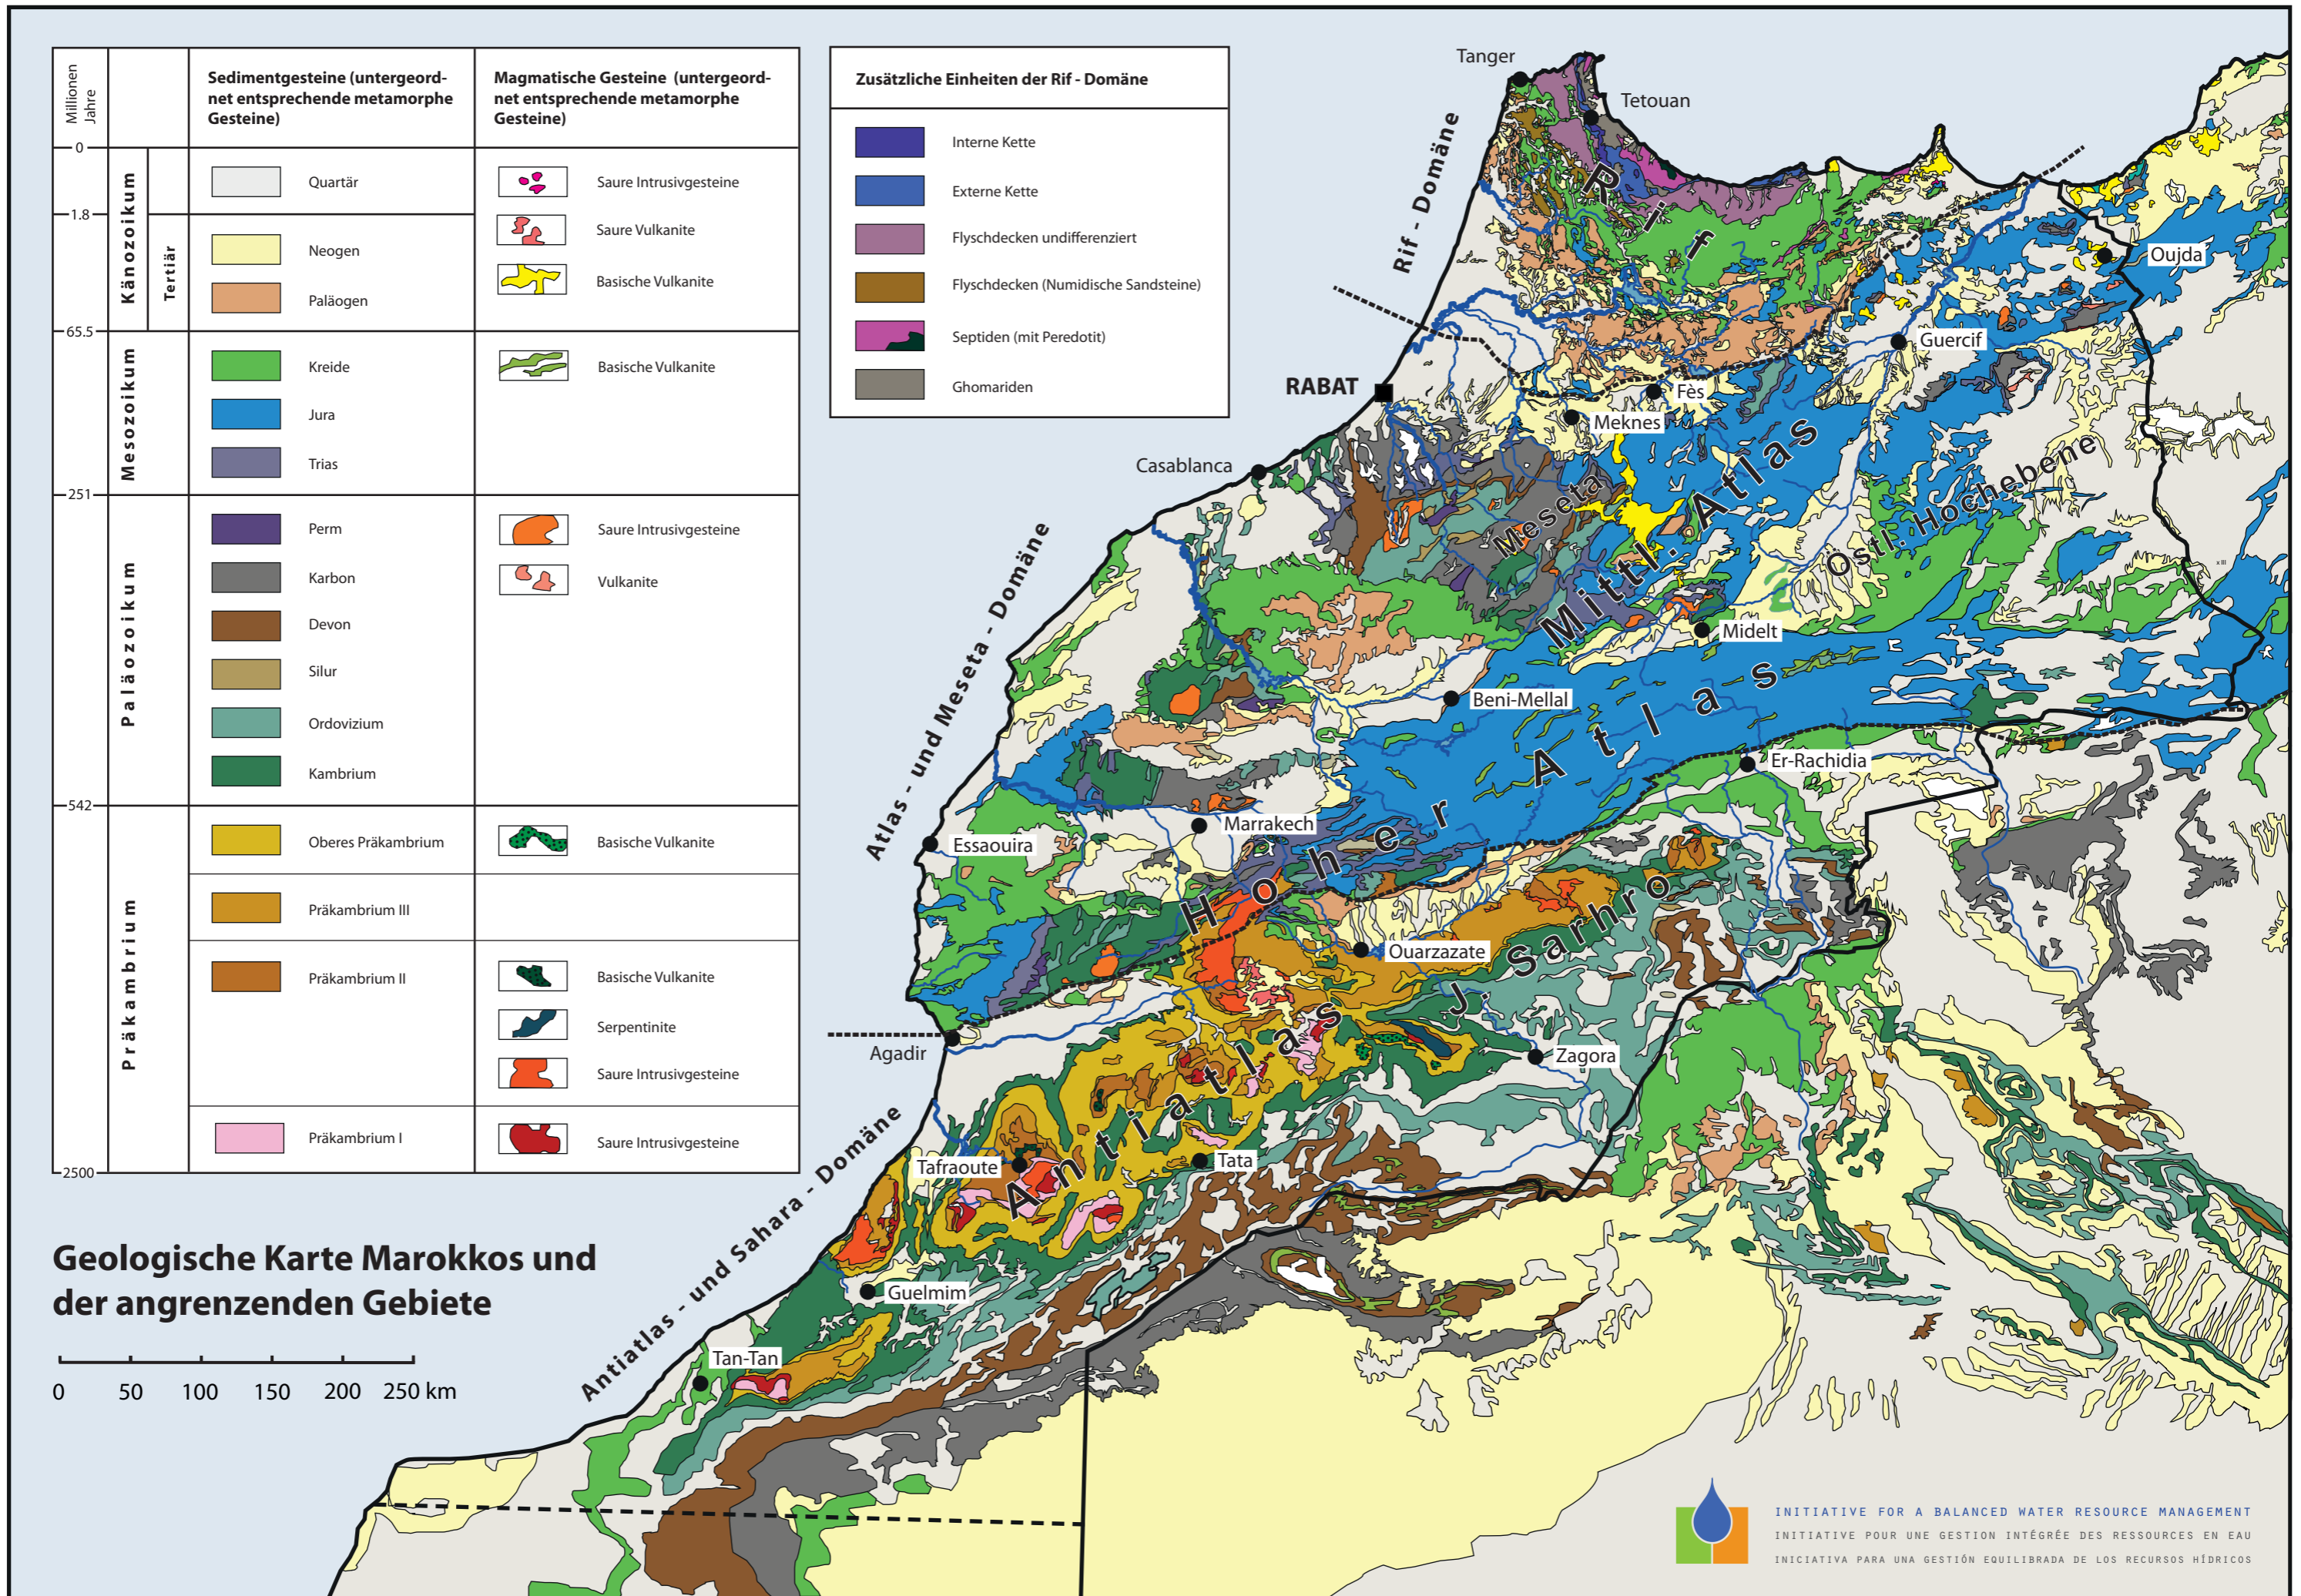 Millionen
Jahre
Sedimentgesteine (untergeord-
net entsprechende metamorphe
Gesteine)
Magmatische Gesteine (untergeord-
net entsprechende metamorphe
Gesteine)
0
1.8
65.5
251
542
2500
Känozoikum
Tertiär
Mesozoikum
Paläozoikum
Präkambrium
Quartär
Saure Intrusivgesteine
Saure Vulkanite
Neogen
Basische Vulkanite
Paläogen
Kreide
Basische Vulkanite
Jura
Trias
Perm
Saure Intrusivgesteine
Karbon
Vulkanite
Devon
Silur
Ordovizium
Kambrium
Oberes Präkambrium
Basische Vulkanite
Präkambrium III
Präkambrium II
Basische Vulkanite
Serpentinite
Saure Intrusivgesteine
Präkambrium I
Saure Intrusivgesteine
Zusätzliche Einheiten der Rif - Domäne
Interne Kette
Externe Kette
Flyschdecken undifferenziert
Flyschdecken (Numidische Sandsteine)
Septiden (mit Peredotit)
Ghomariden
Tanger
Tetouan
Rif - Domäne
Rif
Oujda
Guercif
RABAT
Fès
Meknes
Casablanca
Meseta
Mittl. Atlas
Östl. Hochebene
x III
Atlas - und Meseta - Domäne
Midelt
Beni-Mellal
Hoher Atlas
Er-Rachidia
Marrakech
Essaouira
Ouarzazate
J. Sarhro
Agadir
Zagora
Antiatlas
Antiatlas - und Sahara - Domäne
Tafraoute
Tata
Guelmim
Tan-Tan
Geologische Karte Marokkos und
der angrenzenden Gebiete
0 50 100 150 200 250 km
INITIATIVE FOR A BALANCED WATER RESOURCE MANAGEMENT
INITIATIVE POUR UNE GESTION INTÉGRÉE DES RESSOURCES EN EAU
INICIATIVA PARA UNA GESTIÓN EQUILIBRADA DE LOS RECURSOS HÍDRICOS